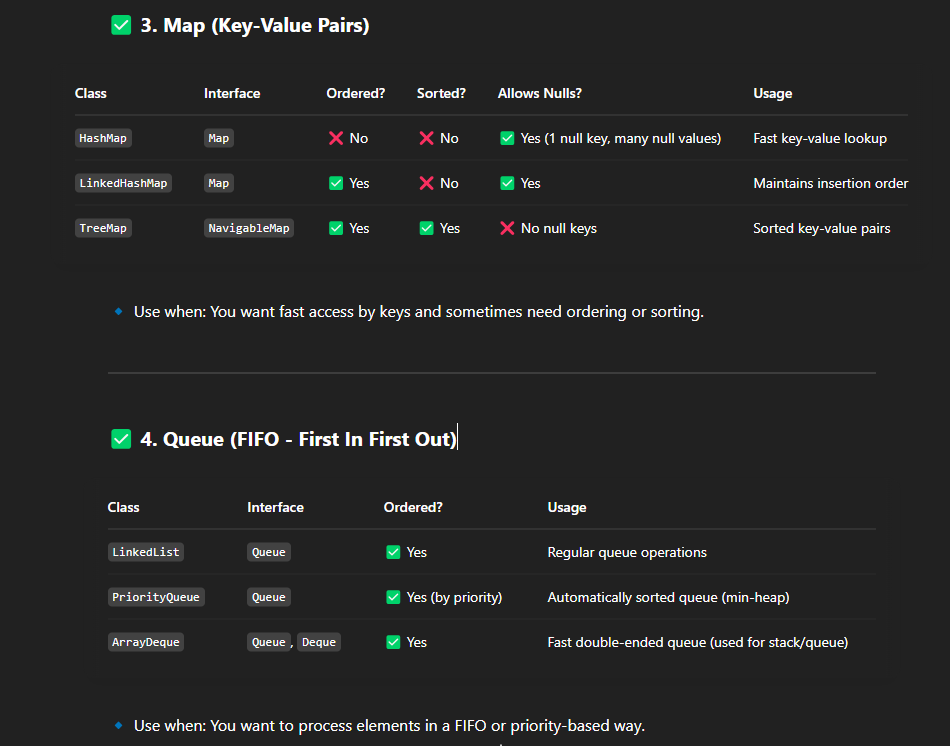 ✅ 3. Map (Key-Value Pairs)
Class Interface Ordered? Sorted? Allows Nulls? Usage
HashMap Map ❌ No ❌ No ✅ Yes (1 null key, many null values) Fast key-value lookup
LinkedHashMap Map ✅ Yes ❌ No ✅ Yes Maintains insertion order
TreeMap NavigableMap ✅ Yes ✅ Yes ❌ No null keys Sorted key-value pairs
🔹 Use when: You want fast access by keys and sometimes need ordering or sorting.
✅ 4. Queue (FIFO - First In First Out)
Class Interface Ordered? Usage
LinkedList Queue ✅ Yes Regular queue operations
PriorityQueue Queue ✅ Yes (by priority) Automatically sorted queue (min-heap)
ArrayDeque Queue, Deque ✅ Yes Fast double-ended queue (used for stack/queue)
🔹 Use when: You want to process elements in a FIFO or priority-based way.